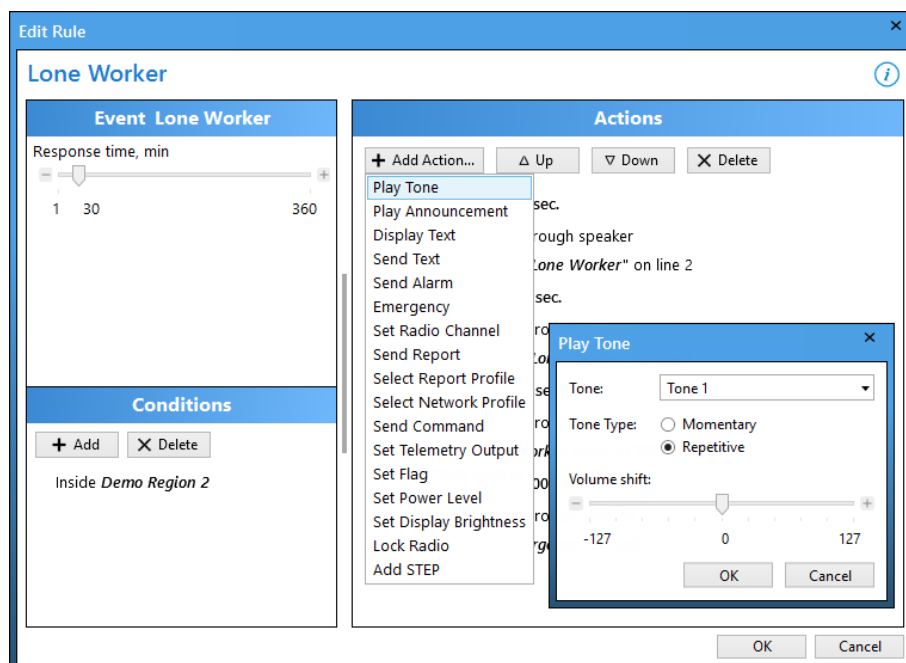 Edit Rule
Lone Worker
Event Lone Worker
Response time, min
1 30 360
Conditions
Add Delete
Inside Demo Region 2
Actions
Add Action... Up Down Delete
Play Tone
Play Announcement
Display Text
Send Text
Send Alarm
Emergency
Set Radio Channel
Send Report
Select Report Profile
Select Network Profile
Send Command
Set Telemetry Output
Set Flag
Set Power Level
Set Display Brightness
Lock Radio
Add STEP
sec.
rough speaker
Lone Worker" on line 2
sec.
Play Tone
Tone: Tone 1
Tone Type: Momentary
Repetitive
Volume shift:
-127 0 127
OK Cancel
OK Cancel